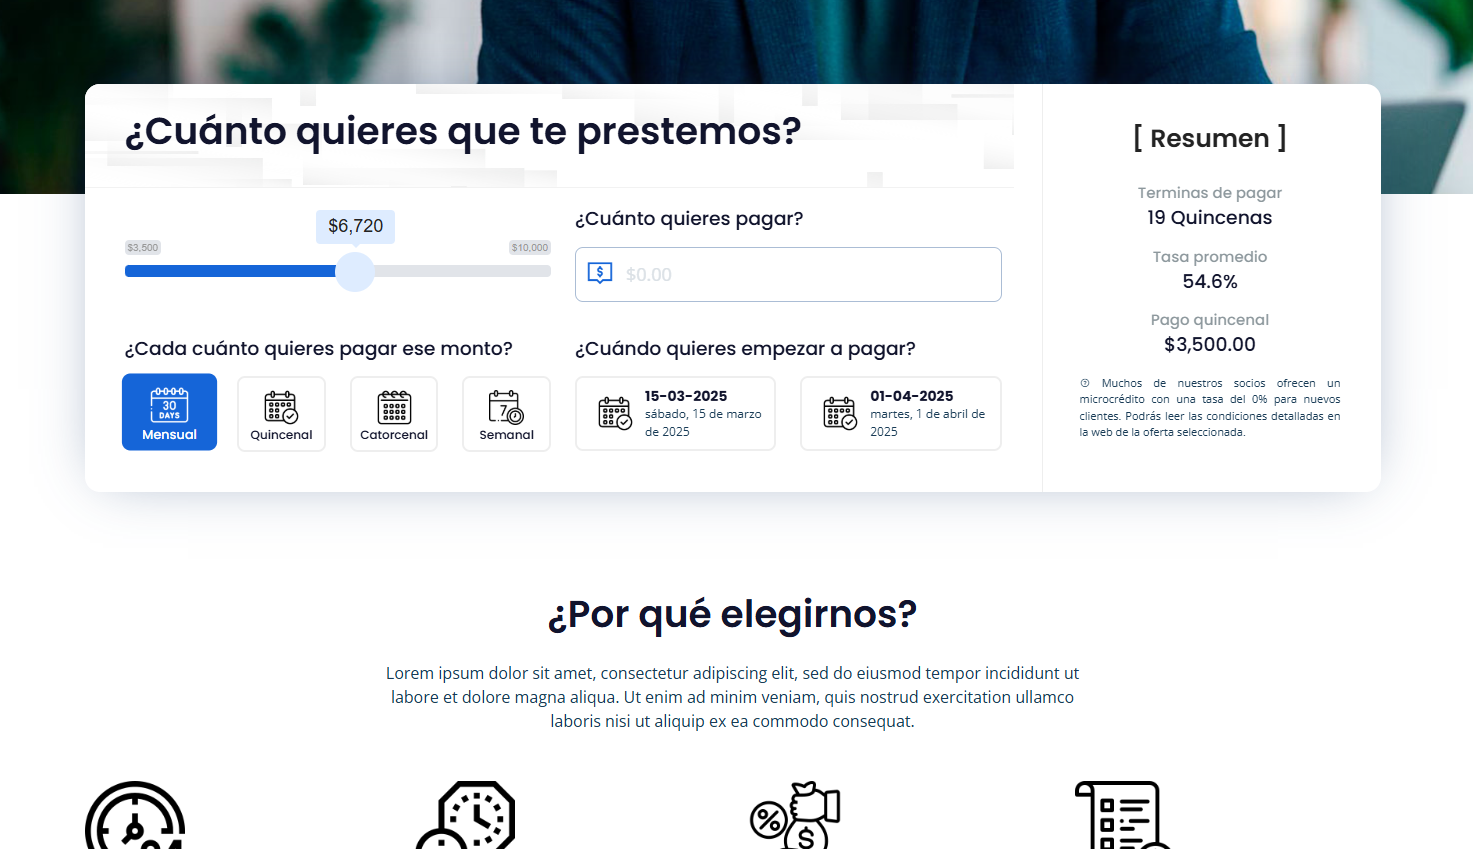 ¿Cuánto quieres que te prestemos?
$6,720
$3,500
$10,000
¿Cuánto quieres pagar?
$0.00
¿Cada cuánto quieres pagar ese monto?
30
DAYS
Mensual
Quincenal
Catorcenal
7
Semanal
¿Cuándo quieres empezar a pagar?
15-03-2025
sábado, 15 de marzo
de 2025
01-04-2025
martes, 1 de abril de
2025
[ Resumen ]
Terminas de pagar
19 Quincenas
Tasa promedio
54.6%
Pago quincenal
$3,500.00
Muchos de nuestros socios ofrecen un
microcrédito con una tasa del 0% para nuevos
clientes. Podrás leer las condiciones detalladas en
la web de la oferta seleccionada.
¿Por qué elegirnos?
Lorem ipsum dolor sit amet, consectetur adipiscing elit, sed do eiusmod tempor incididunt ut
labore et dolore magna aliqua. Ut enim ad minim veniam, quis nostrud exercitation ullamco
laboris nisi ut aliquip ex ea commodo consequat.